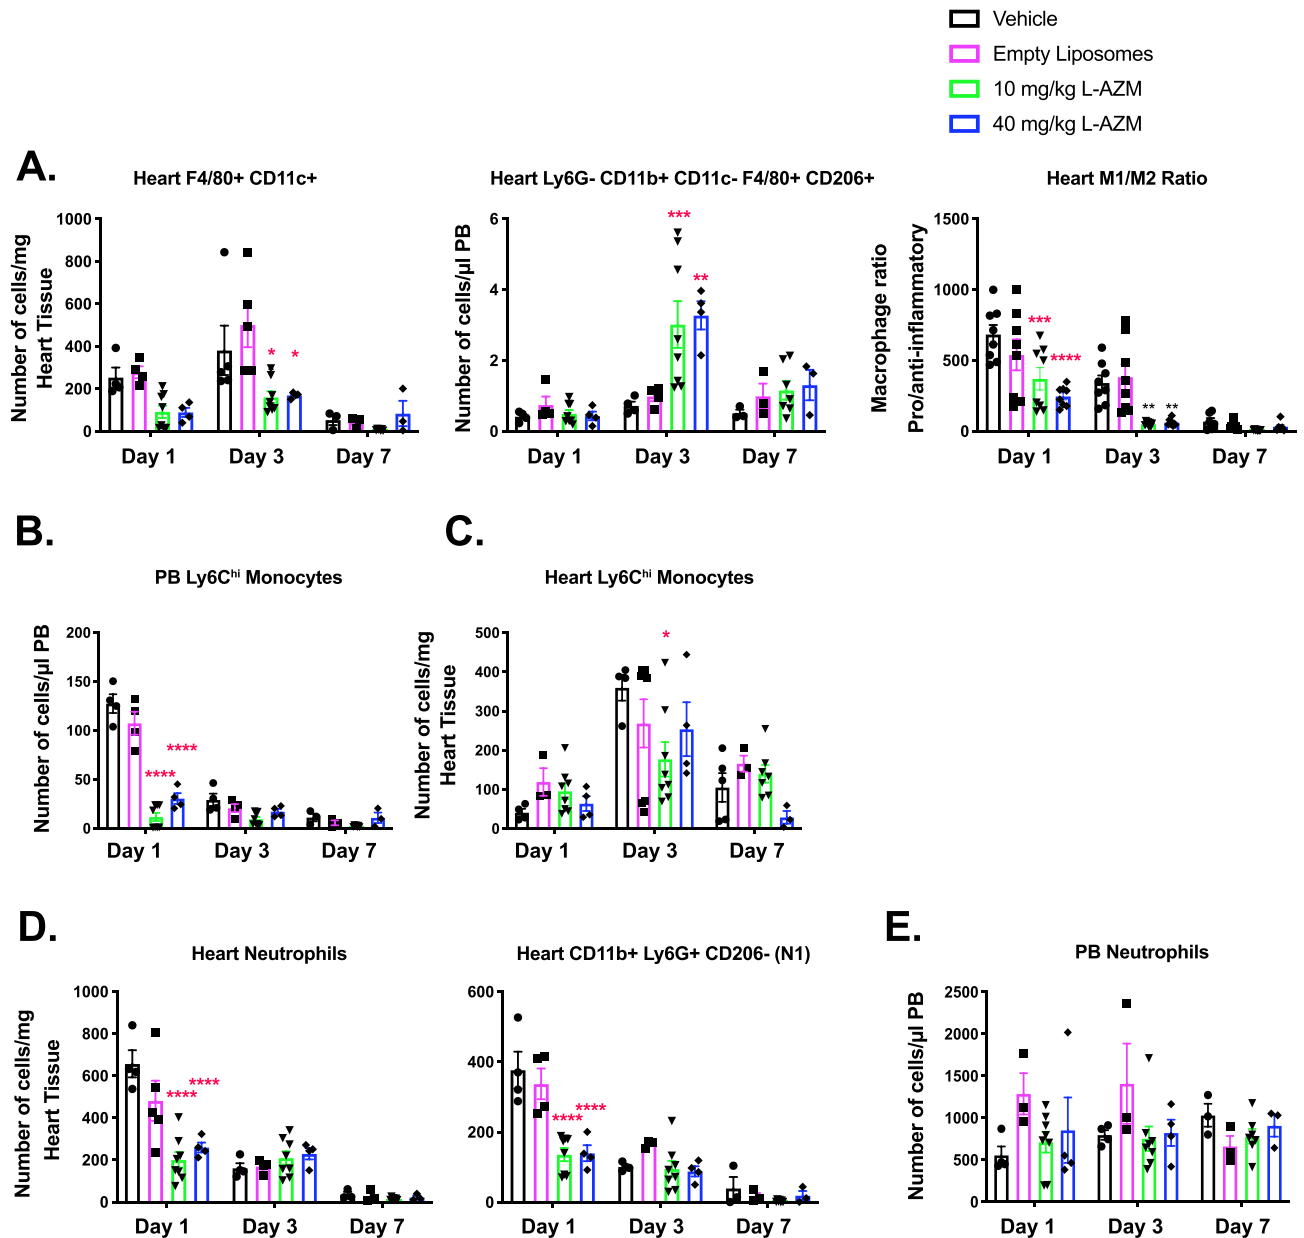 Vehicle
Empty Liposomes
10 mg/kg L-AZM
40 mg/kg L-AZM
A.
Heart F4/80+ CD11c+
Number of cells/mg
Heart Tissue
1000
800
600
400
200
0
* *
Day 1 Day 3 Day 7
Heart Ly6G- CD11b+ CD11c- F4/80+ CD206+
Number of cells/µl PB
6
4
2
0
***
**
Day 1 Day 3 Day 7
Heart M1/M2 Ratio
Macrophage ratio
Pro/anti-inflammatory
1500
1000
500
0
***
****
** **
Day 1 Day 3 Day 7
B.
PB Ly6Chi Monocytes
Number of cells/µl PB
200
150
100
50
0
****
****
Day 1 Day 3 Day 7
C.
Heart Ly6Chi Monocytes
Number of cells/mg
Heart Tissue
500
400
300
200
100
0
*
Day 1 Day 3 Day 7
D.
Heart Neutrophils
Number of cells/mg
Heart Tissue
1000
800
600
400
200
0
****
****
Day 1 Day 3 Day 7
Heart CD11b+ Ly6G+ CD206- (N1)
600
400
200
0
****
****
Day 1 Day 3 Day 7
E.
PB Neutrophils
Number of cells/µl PB
2500
2000
1500
1000
500
0
Day 1 Day 3 Day 7